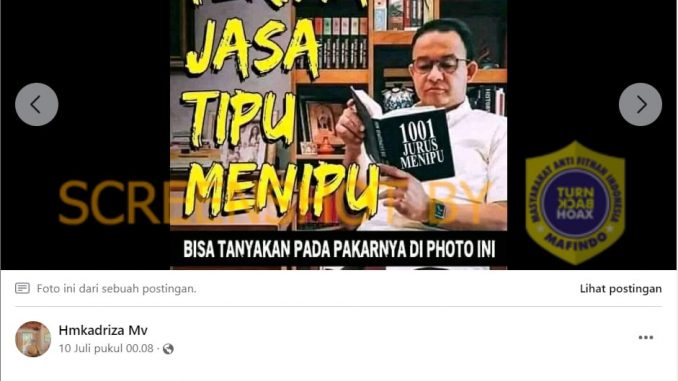 JASA
TIPU
MENIPU
1001
JURUS
MENIPU
SCREENSHOT BY
MASYARAKAT ANTI FITNAH INDONESIA
TURN
BACK
HOAX
MAFINDO
BISA TANYAKAN PADA PAKARNYA DI PHOTO INI
Foto ini dari sebuah postingan.
Lihat postingan
Hmkadriza Mv
10 Juli pukul 00.08 ·